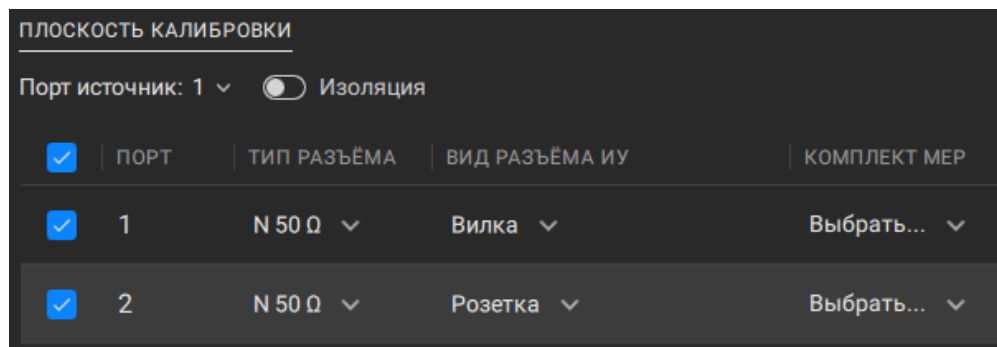 ПЛОСКОСТЬ КАЛИБРОВКИ
Порт источник: 1 Изоляция
ПОРТ ТИП РАЗЪЁМА ВИД РАЗЪЁМА ИУ КОМПЛЕКТ МЕР
1 N 50 Ω Вилка Выбрать...
2 N 50 Ω Розетка Выбрать...